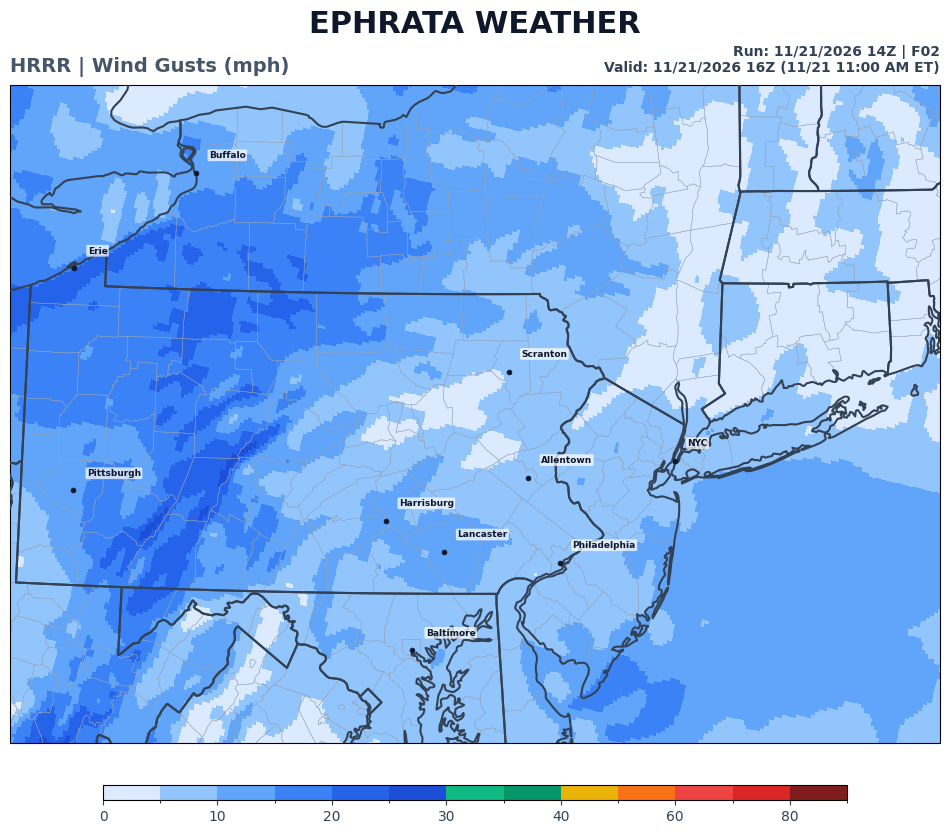 EPHRATA WEATHER
HRRR | Wind Gusts (mph)
Run: 11/21/2026 14Z | F02
Valid: 11/21/2026 16Z (11/21 11:00 AM ET)
Buffalo
Erie
Scranton
NYC
Allentown
Pittsburgh
Harrisburg
Lancaster
Philadelphia
Baltimore
0 10 20 30 40 60 80